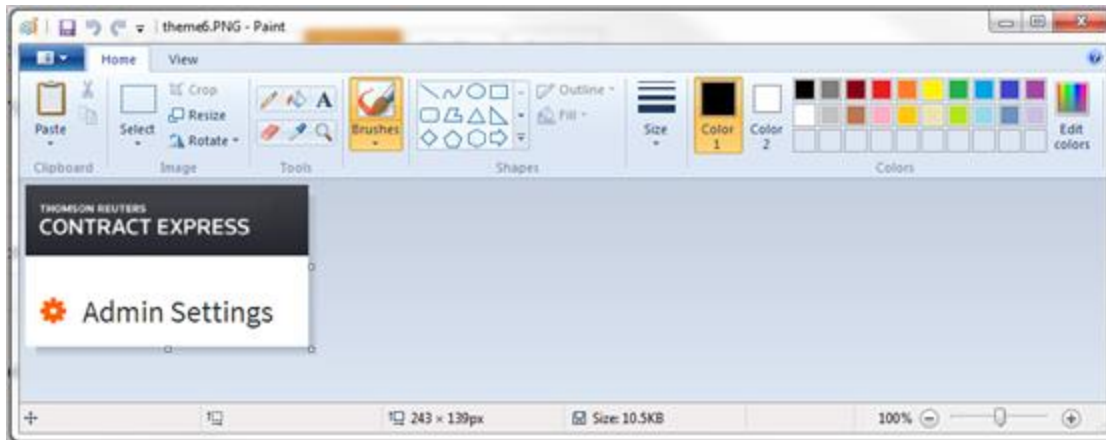 theme6.PNG - Paint
Home View
Paste
Select
Crop
Resize
Rotate
A
Brushes
Outline
Fill
Size
Color 1
Color 2
Edit colors
Clipboard
Image
Tools
Shapes
Colors
THOMSON REUTERS
CONTRACT EXPRESS
Admin Settings
243 × 139px
Size: 10.5KB
100%